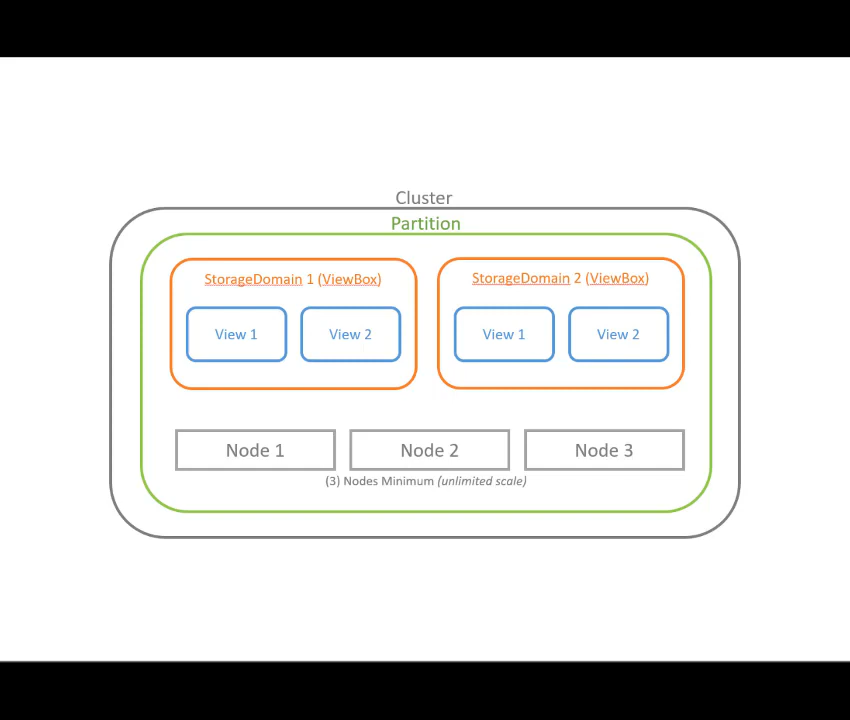 Cluster
Partition
StorageDomain 1 (ViewBox)
View 1
View 2
StorageDomain 2 (ViewBox)
View 1
View 2
Node 1
Node 2
Node 3
(3) Nodes Minimum (unlimited scale)